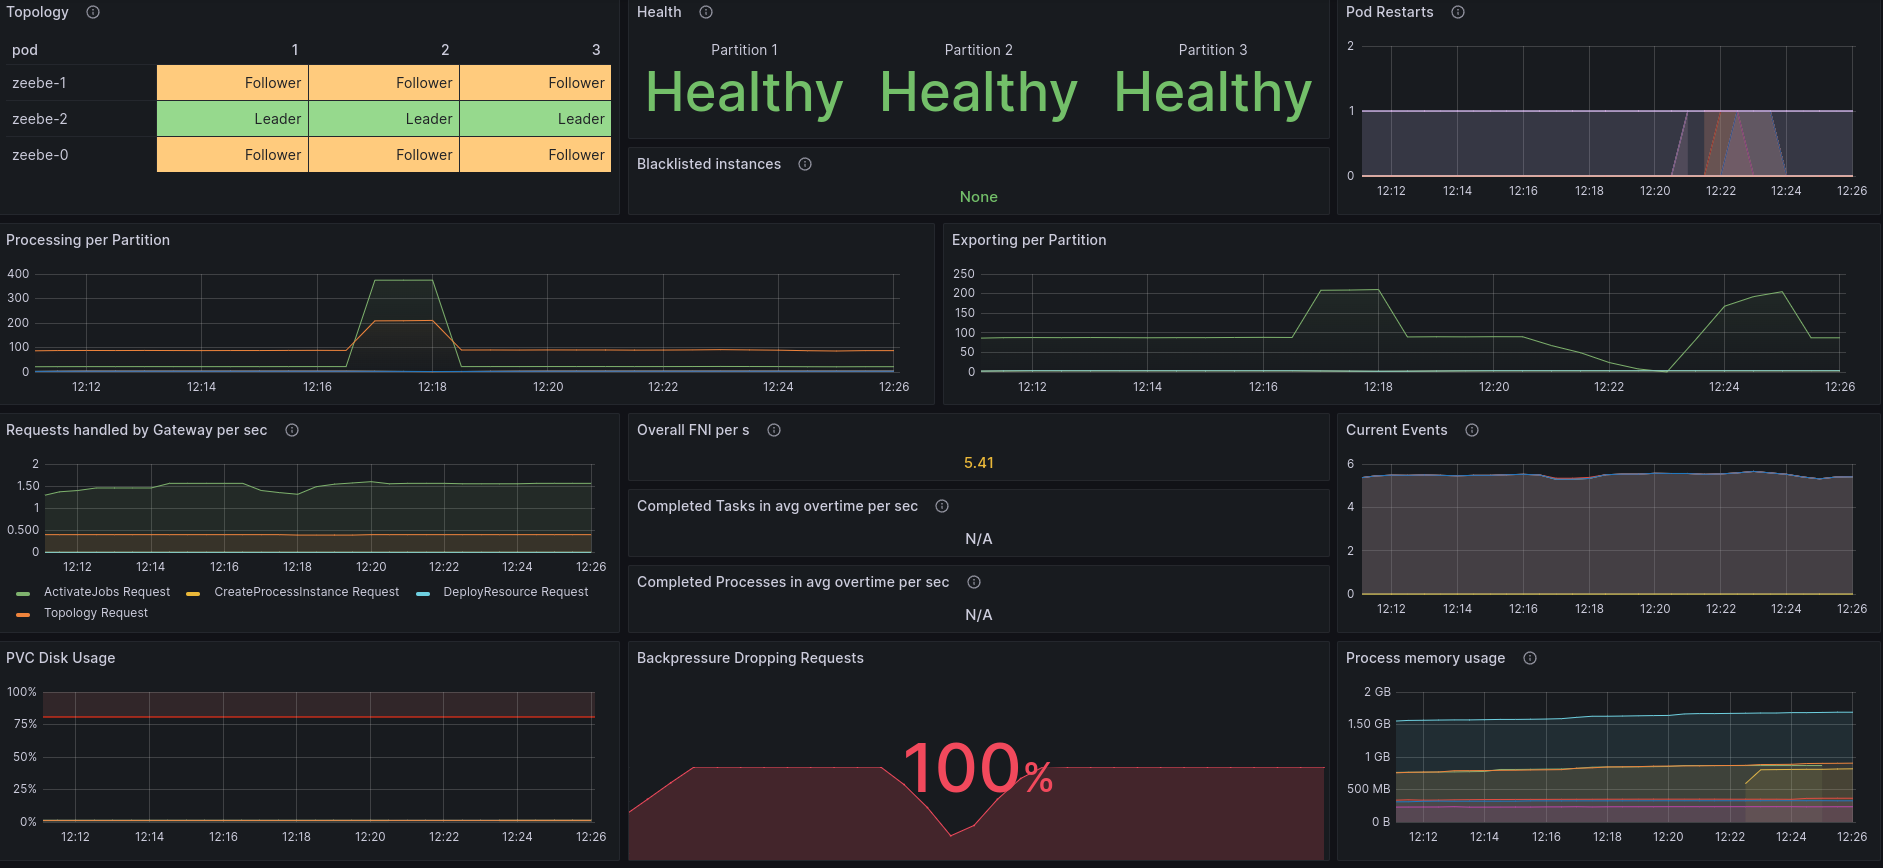 Topology
pod 1 2 3
zeebe-1 Follower Follower Follower
zeebe-2 Leader Leader Leader
zeebe-0 Follower Follower Follower
Health
Partition 1 Partition 2 Partition 3
Healthy Healthy Healthy
Blacklisted instances
None
Pod Restarts
2
1
0
12:12 12:14 12:16 12:18 12:20 12:22 12:24 12:26
Processing per Partition
400
300
200
100
0
12:12 12:14 12:16 12:18 12:20 12:22 12:24 12:26
Exporting per Partition
250
200
150
100
50
0
12:12 12:14 12:16 12:18 12:20 12:22 12:24 12:26
Requests handled by Gateway per sec
2
1.50
1
0.500
0
12:12 12:14 12:16 12:18 12:20 12:22 12:24 12:26
ActivateJobs Request CreateProcessInstance Request DeployResource Request
Topology Request
Overall FNI per s
5.41
Completed Tasks in avg overtime per sec
N/A
Completed Processes in avg overtime per sec
N/A
Current Events
6
4
2
0
12:12 12:14 12:16 12:18 12:20 12:22 12:24 12:26
PVC Disk Usage
100%
75%
50%
25%
0%
12:12 12:14 12:16 12:18 12:20 12:22 12:24 12:26
Backpressure Dropping Requests
100%
Process memory usage
2 GB
1.50 GB
1 GB
500 MB
0 B
12:12 12:14 12:16 12:18 12:20 12:22 12:24 12:26